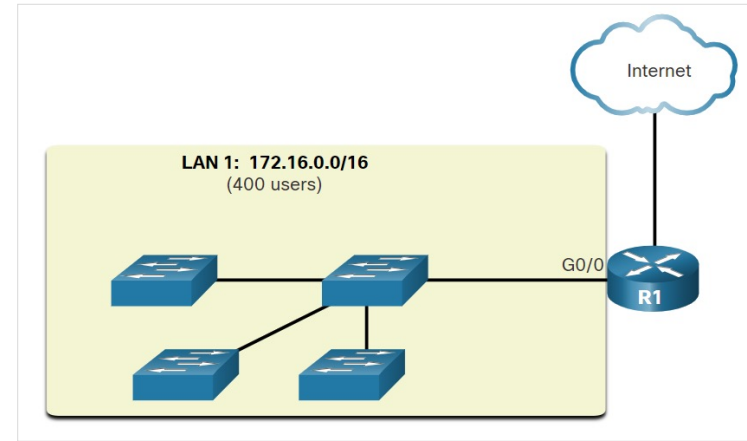 Internet
LAN 1: 172.16.0.0/16
(400 users)
G0/0
R1